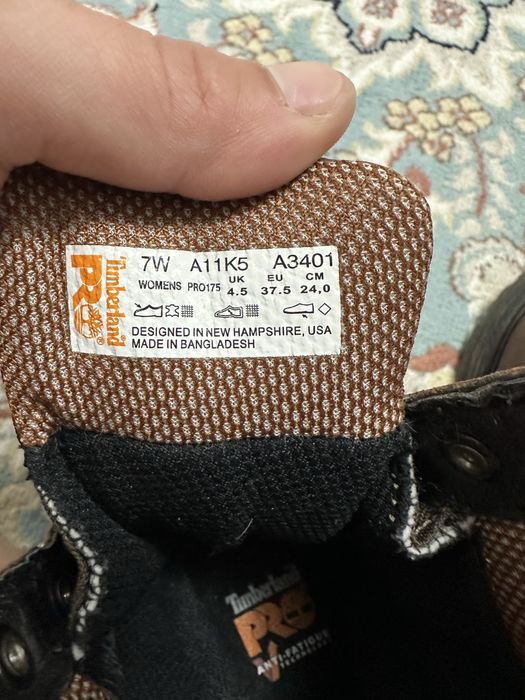 Timberland
PRO
®
7W A11K5 A3401
WOMENS PRO175 UK 4.5 EU 37.5 CM 24,0
DESIGNED IN NEW HAMPSHIRE, USA
MADE IN BANGLADESH
Timberland
PRO
ANTI-FATIGUE